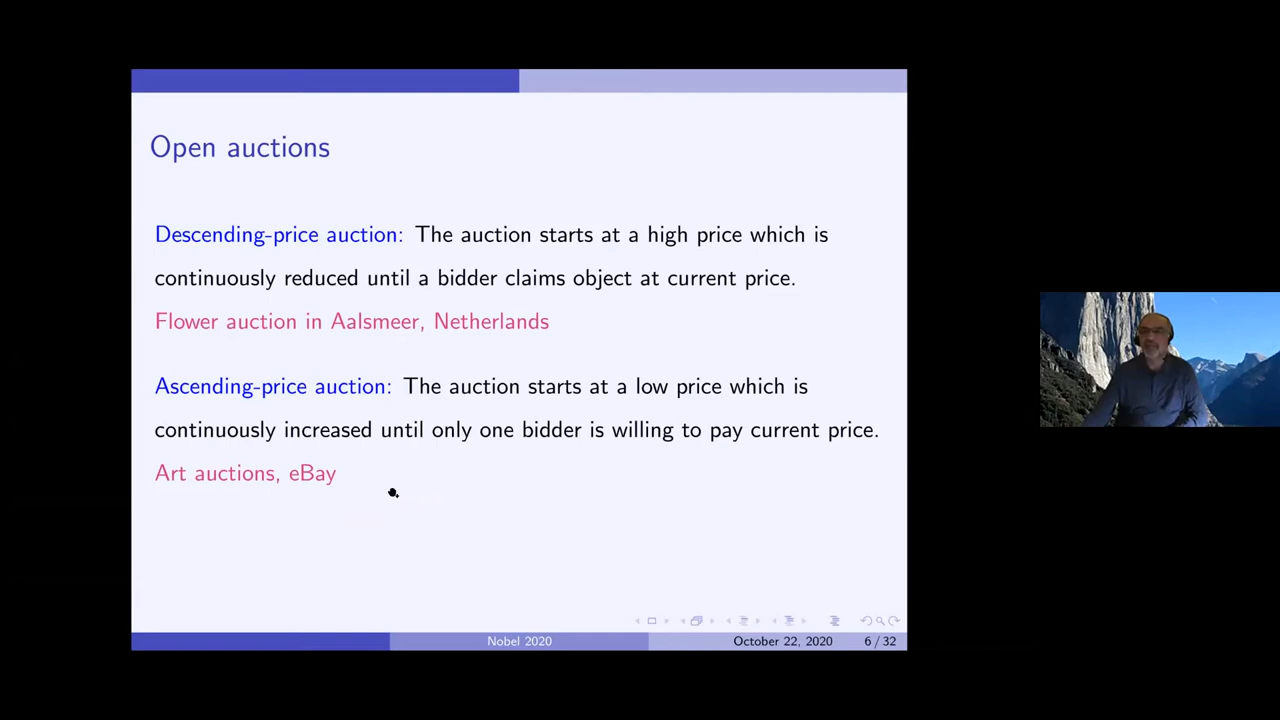 Open auctions
Descending-price auction: The auction starts at a high price which is
continuously reduced until a bidder claims object at current price.
Flower auction in Aalsmeer, Netherlands
Ascending-price auction: The auction starts at a low price which is
continuously increased until only one bidder is willing to pay current price.
Art auctions, eBay
Nobel 2020 October 22, 2020 6 / 32